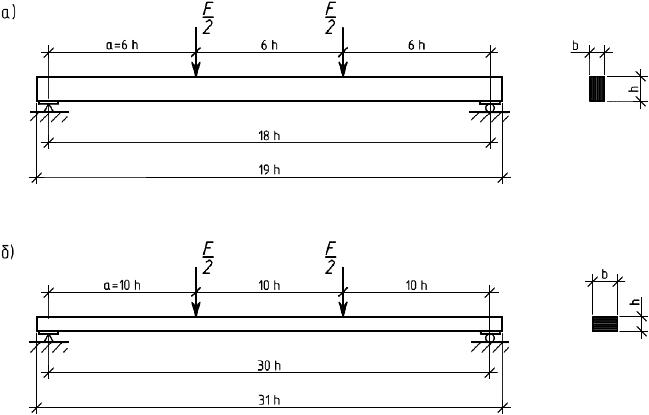 а)
F/2
F/2
a=6 h
6 h
6 h
b
h
18 h
19 h
б)
F/2
F/2
a=10 h
10 h
10 h
b
h
30 h
31 h